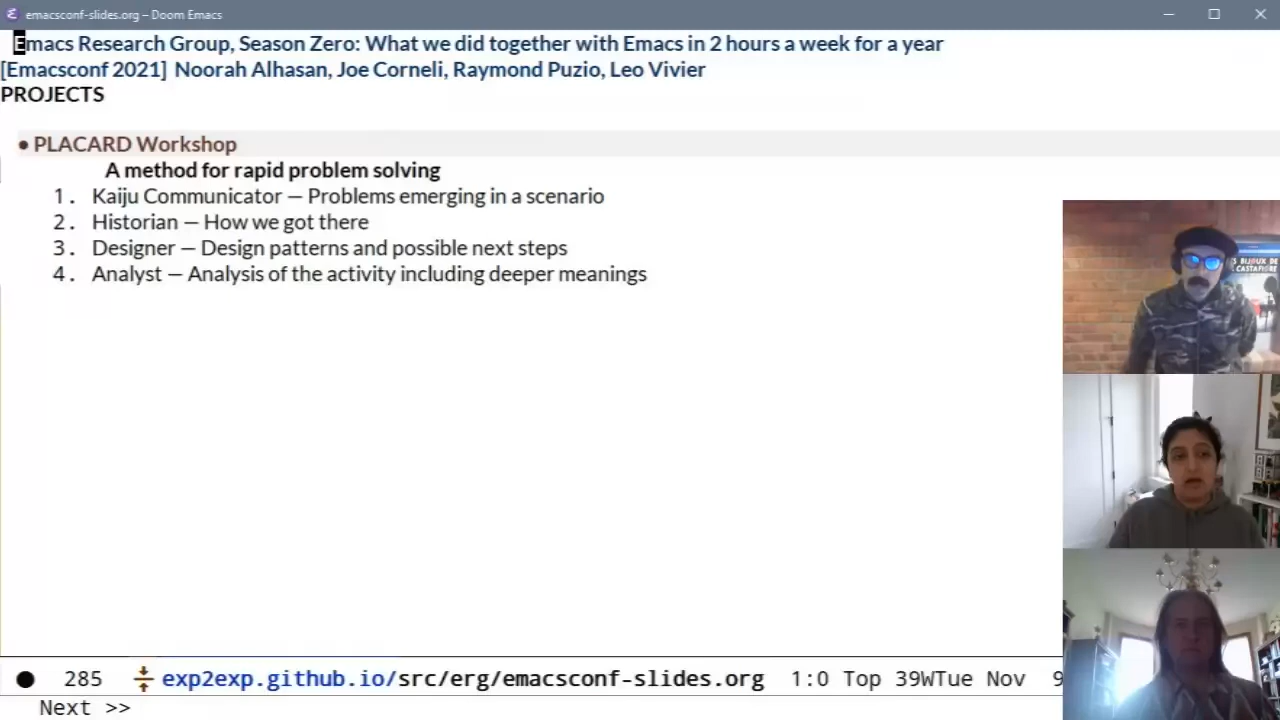 emacsconf-slides.org – Doom Emacs
Emacs Research Group, Season Zero: What we did together with Emacs in 2 hours a week for a year
[Emacsconf 2021] Noorah Alhasan, Joe Corneli, Raymond Puzio, Leo Vivier
PROJECTS
• PLACARD Workshop
A method for rapid problem solving
1. Kaiju Communicator — Problems emerging in a scenario
2. Historian — How we got there
3. Designer — Design patterns and possible next steps
4. Analyst — Analysis of the activity including deeper meanings
S BIJOUX DE
CASTAFIORE
● 285 exp2exp.github.io/src/erg/emacsconf-slides.org 1:0 Top 39WTue Nov 9
Next >>